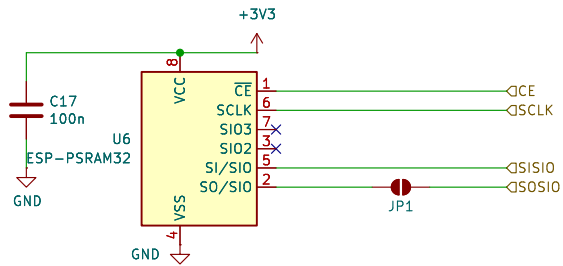 +3V3
8
VCC
C17
100n
U6
ESP-PSRAM32
CE
1
CE
SCLK
6
SCLK
SIO3
7
SIO2
3
SI/SIO
5
SISIO
SO/SIO
2
SOSIO
JP1
GND
VSS
4
GND